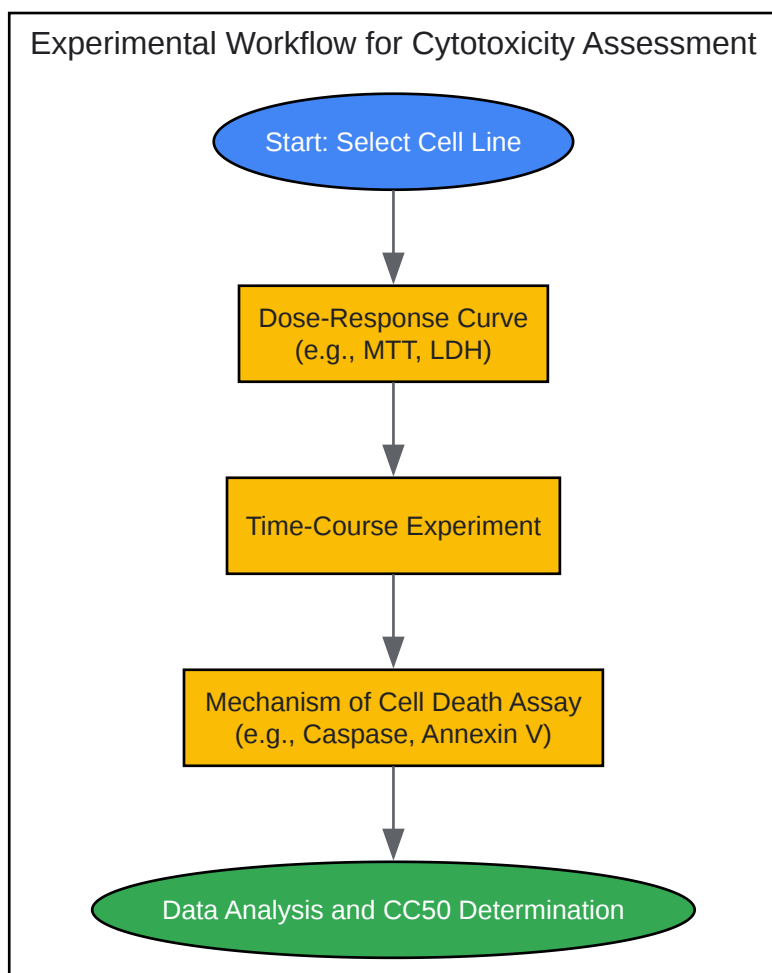 Experimental Workflow for Cytotoxicity Assessment
Start: Select Cell Line
Dose-Response Curve
(e.g., MTT, LDH)
Time-Course Experiment
Mechanism of Cell Death Assay
(e.g., Caspase, Annexin V)
Data Analysis and CC50 Determination